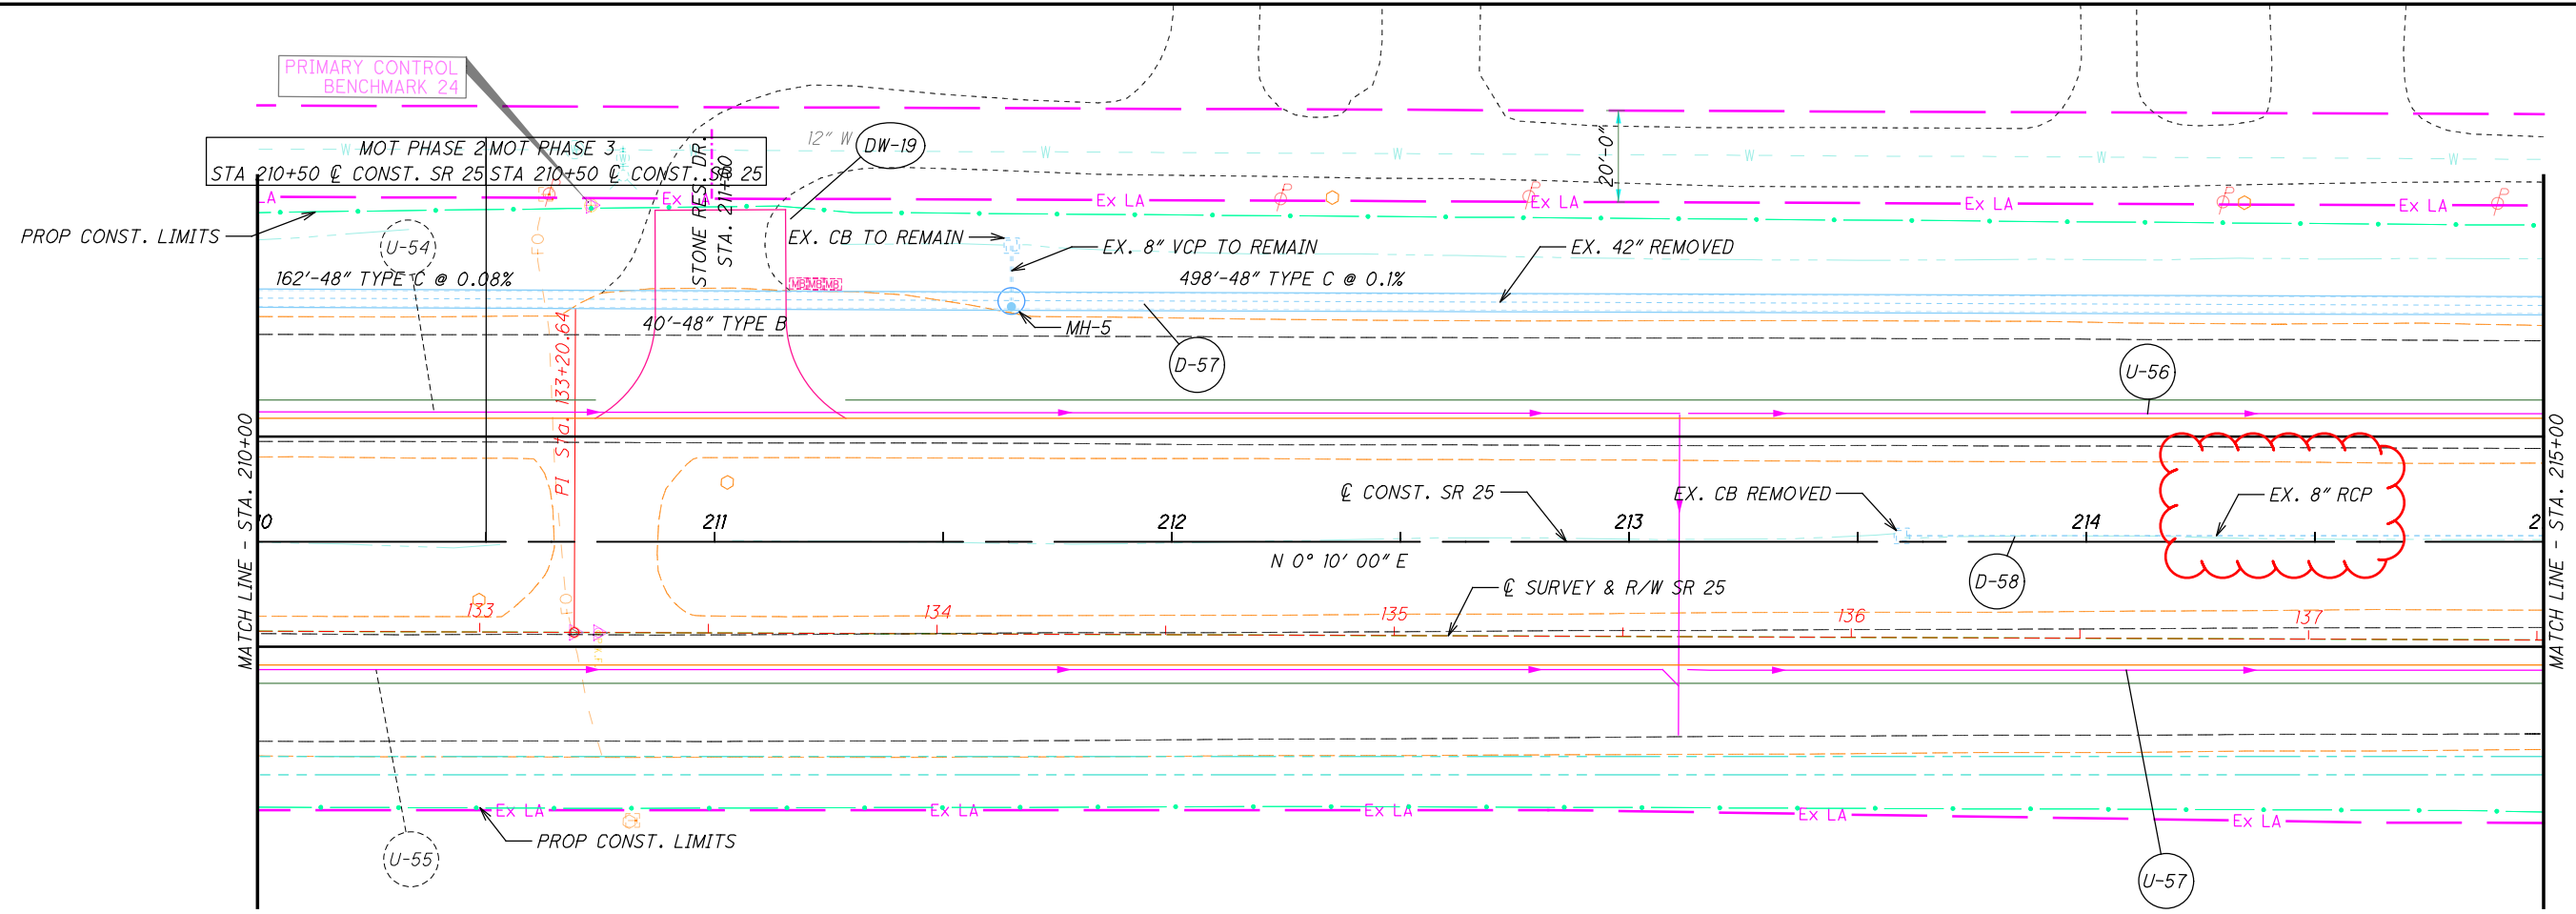 PRIMARY CONTROL
BENCHMARK 24
MOT PHASE 2
STA 210+50 ℄ CONST. SR 25
MOT PHASE 3
STA 210+50 ℄ CONST. SR 25
12" W
DW-19
STONE RES. DR.
STA. 211+00
20'-0"
W
W
W
W
W
W
LA
Ex LA
Ex LA
Ex LA
Ex LA
Ex LA
PROP CONST. LIMITS
U-54
FO
EX. CB TO REMAIN
EX. 8" VCP TO REMAIN
EX. 42" REMOVED
162'-48" TYPE C @ 0.08%
MB MB MB
498'-48" TYPE C @ 0.1%
40'-48" TYPE B
MH-5
D-57
U-56
PI Sta. 133+20.64
MATCH LINE - STA. 210+00
MATCH LINE - STA. 215+00
℄ CONST. SR 25
EX. CB REMOVED
EX. 8" RCP
10
211
212
213
214
2
N 0° 10' 00" E
D-58
℄ SURVEY & R/W SR 25
FO
133
134
135
136
137
Ex LA
Ex LA
Ex LA
Ex LA
Ex LA
PROP CONST. LIMITS
U-55
U-57